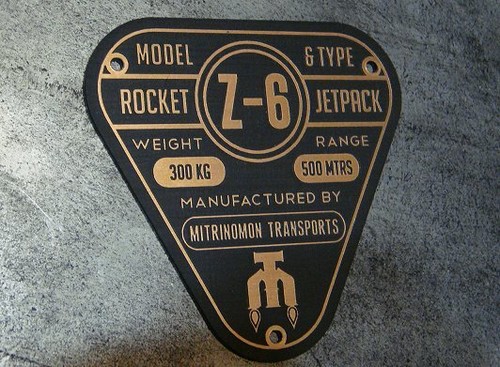 MODEL & TYPE
ROCKET Z-6 JETPACK
WEIGHT RANGE
300 KG 500 MTRS
MANUFACTURED BY
MITRINOMON TRANSPORTS